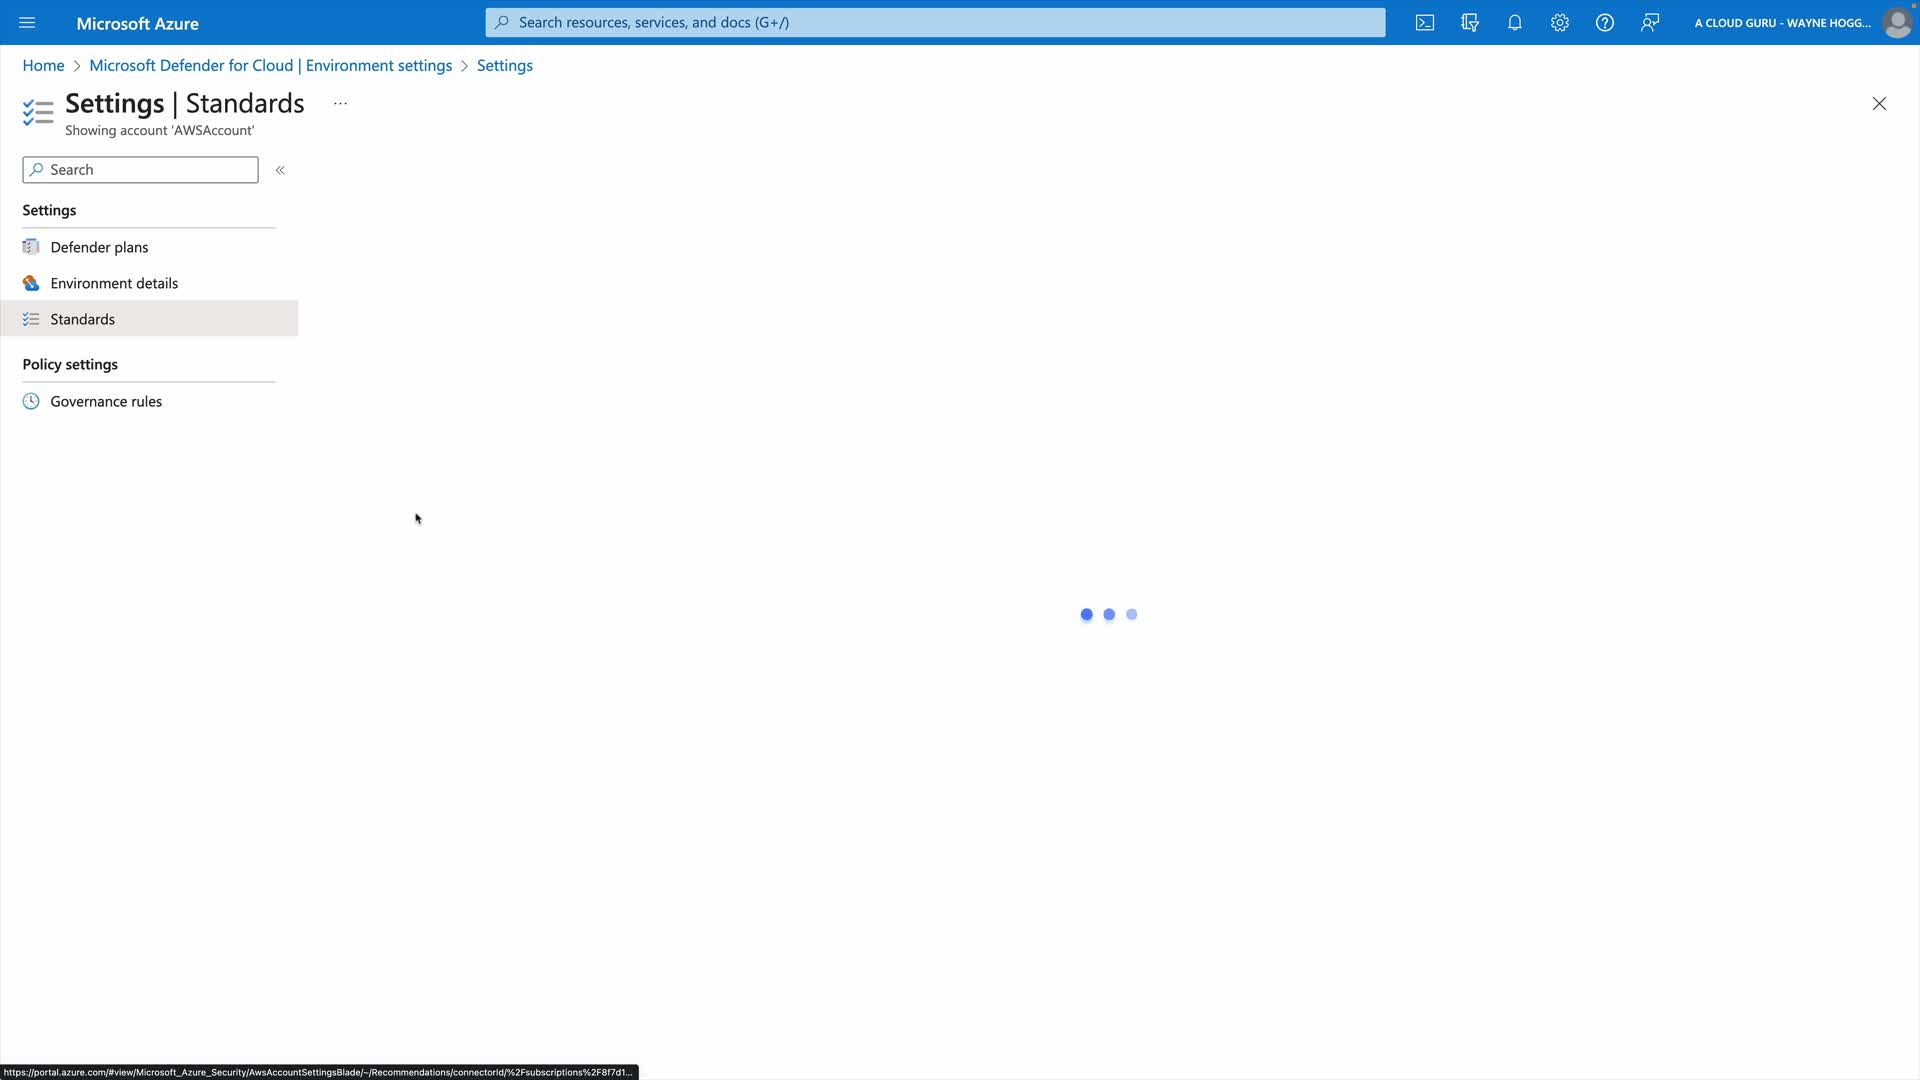 Microsoft Azure
Search resources, services, and docs (G+/)
A CLOUD GURU - WAYNE HOGG...
Home > Microsoft Defender for Cloud | Environment settings > Settings
Settings | Standards ...
Showing account 'AWSAccount'
Search
«
Settings
Defender plans
Environment details
Standards
Policy settings
Governance rules
https://portal.azure.com/#view/Microsoft_Azure_Security/AwsAccountSettingsBlade/~/Recommendations/connectorId/%2Fsubscriptions%2F8f7d1...